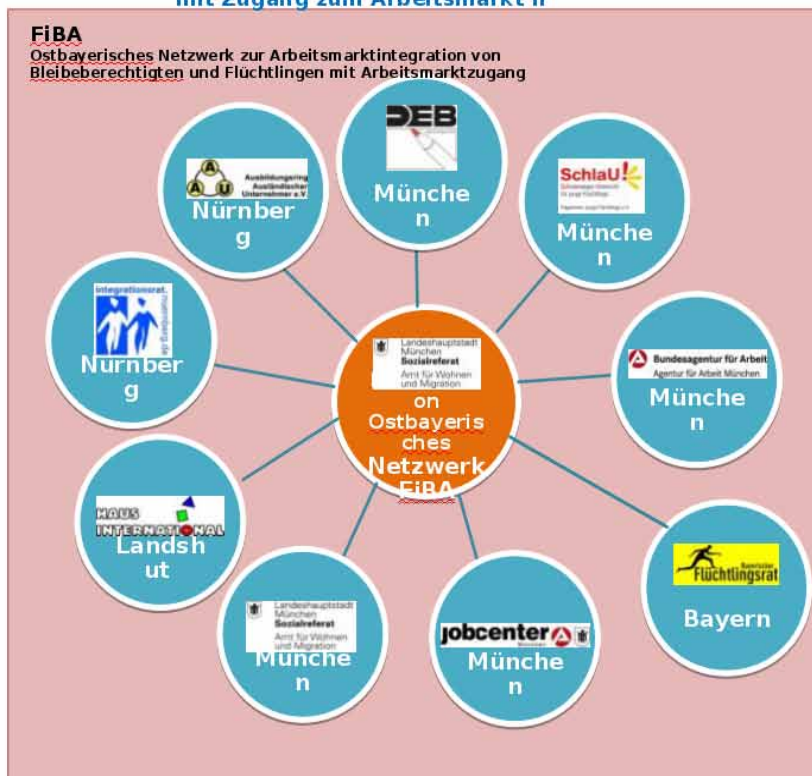 mit Zugang zum Arbeitsmarkt II
FiBA
Ostbayerisches Netzwerk zur Arbeitsmarktintegration von
Bleibeberechtigten und Flüchtlingen mit Arbeitsmarktzugang
DEB
Münche
n
Ausbildungsring
Ausländischer
Unternehmer e.V.
Nürnber
g
SchlaU!
Münche
n
integrationsrat.
nuernberg.de
Nürnber
g
Landeshauptstadt
München
Sozialreferat
Amt für Wohnen
und Migration
on
Ostbayeris
ches
Netzwerk
FiBA
Bundesagentur für Arbeit
Agentur für Arbeit München
Münche
n
HAUS
INTERNATIONAL
Landsh
ut
Bayerischer
Flüchtlingsrat
Bayern
Landeshauptstadt
München
Sozialreferat
Amt für Wohnen
und Migration
Münche
n
jobcenter
Münche
n